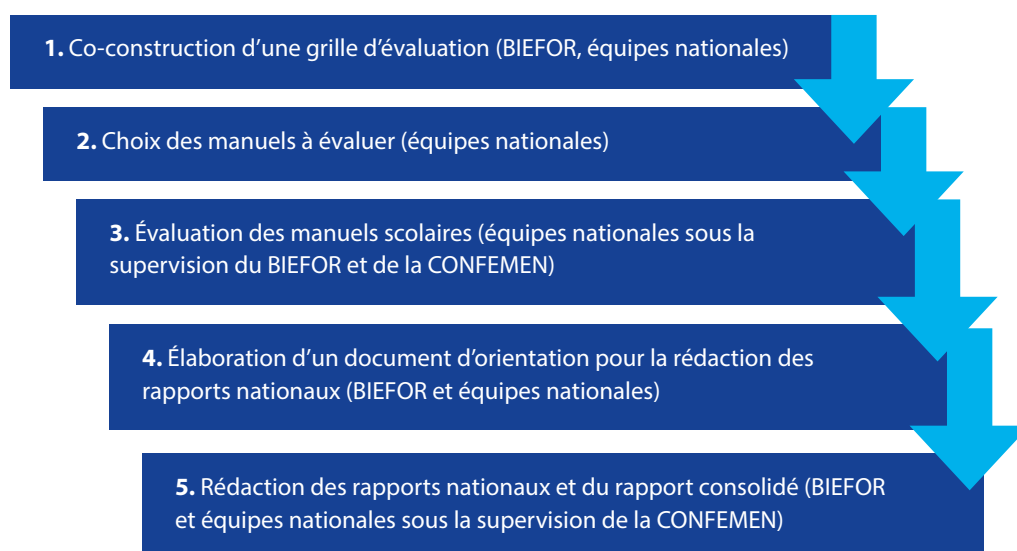 1. Co-construction d’une grille d’évaluation (BIEFOR, équipes nationales)
2. Choix des manuels à évaluer (équipes nationales)
3. Évaluation des manuels scolaires (équipes nationales sous la
supervision du BIEFOR et de la CONFEMEN)
4. Élaboration d’un document d’orientation pour la rédaction des
rapports nationaux (BIEFOR et équipes nationales)
5. Rédaction des rapports nationaux et du rapport consolidé (BIEFOR
et équipes nationales sous la supervision de la CONFEMEN)